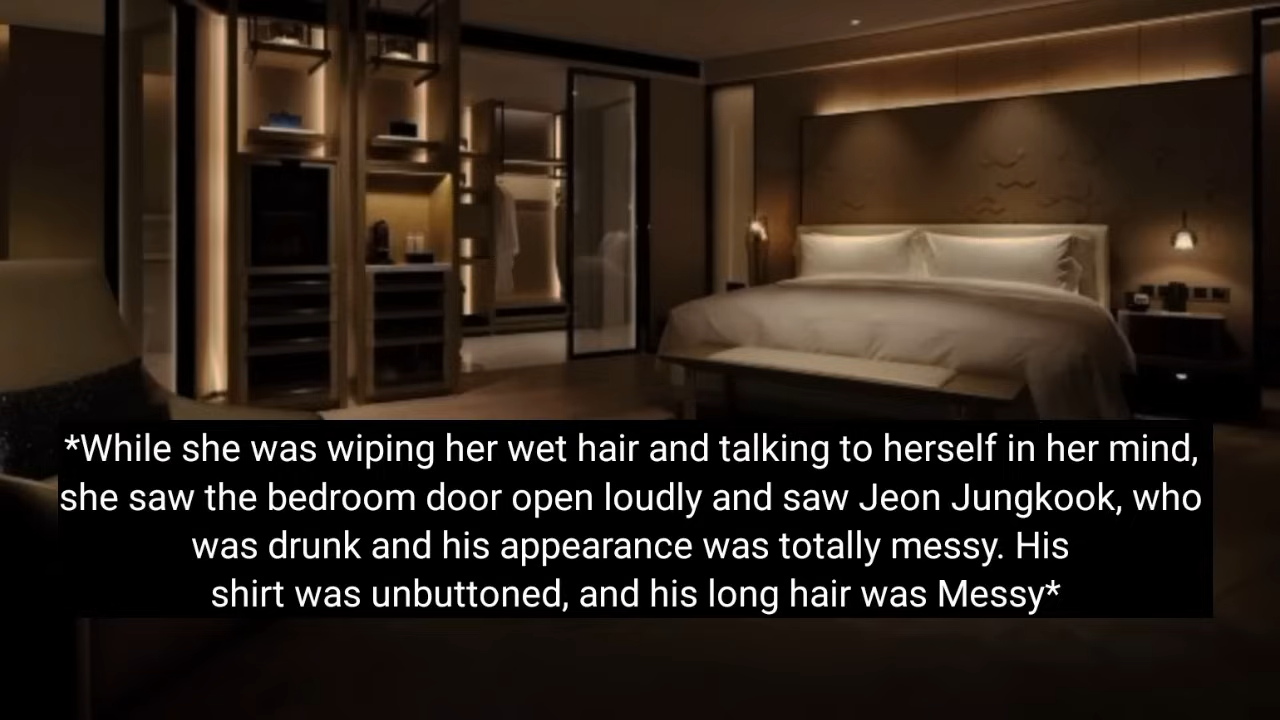 *While she was wiping her wet hair and talking to herself in her mind,
she saw the bedroom door open loudly and saw Jeon Jungkook, who
was drunk and his appearance was totally messy. His
shirt was unbuttoned, and his long hair was Messy*